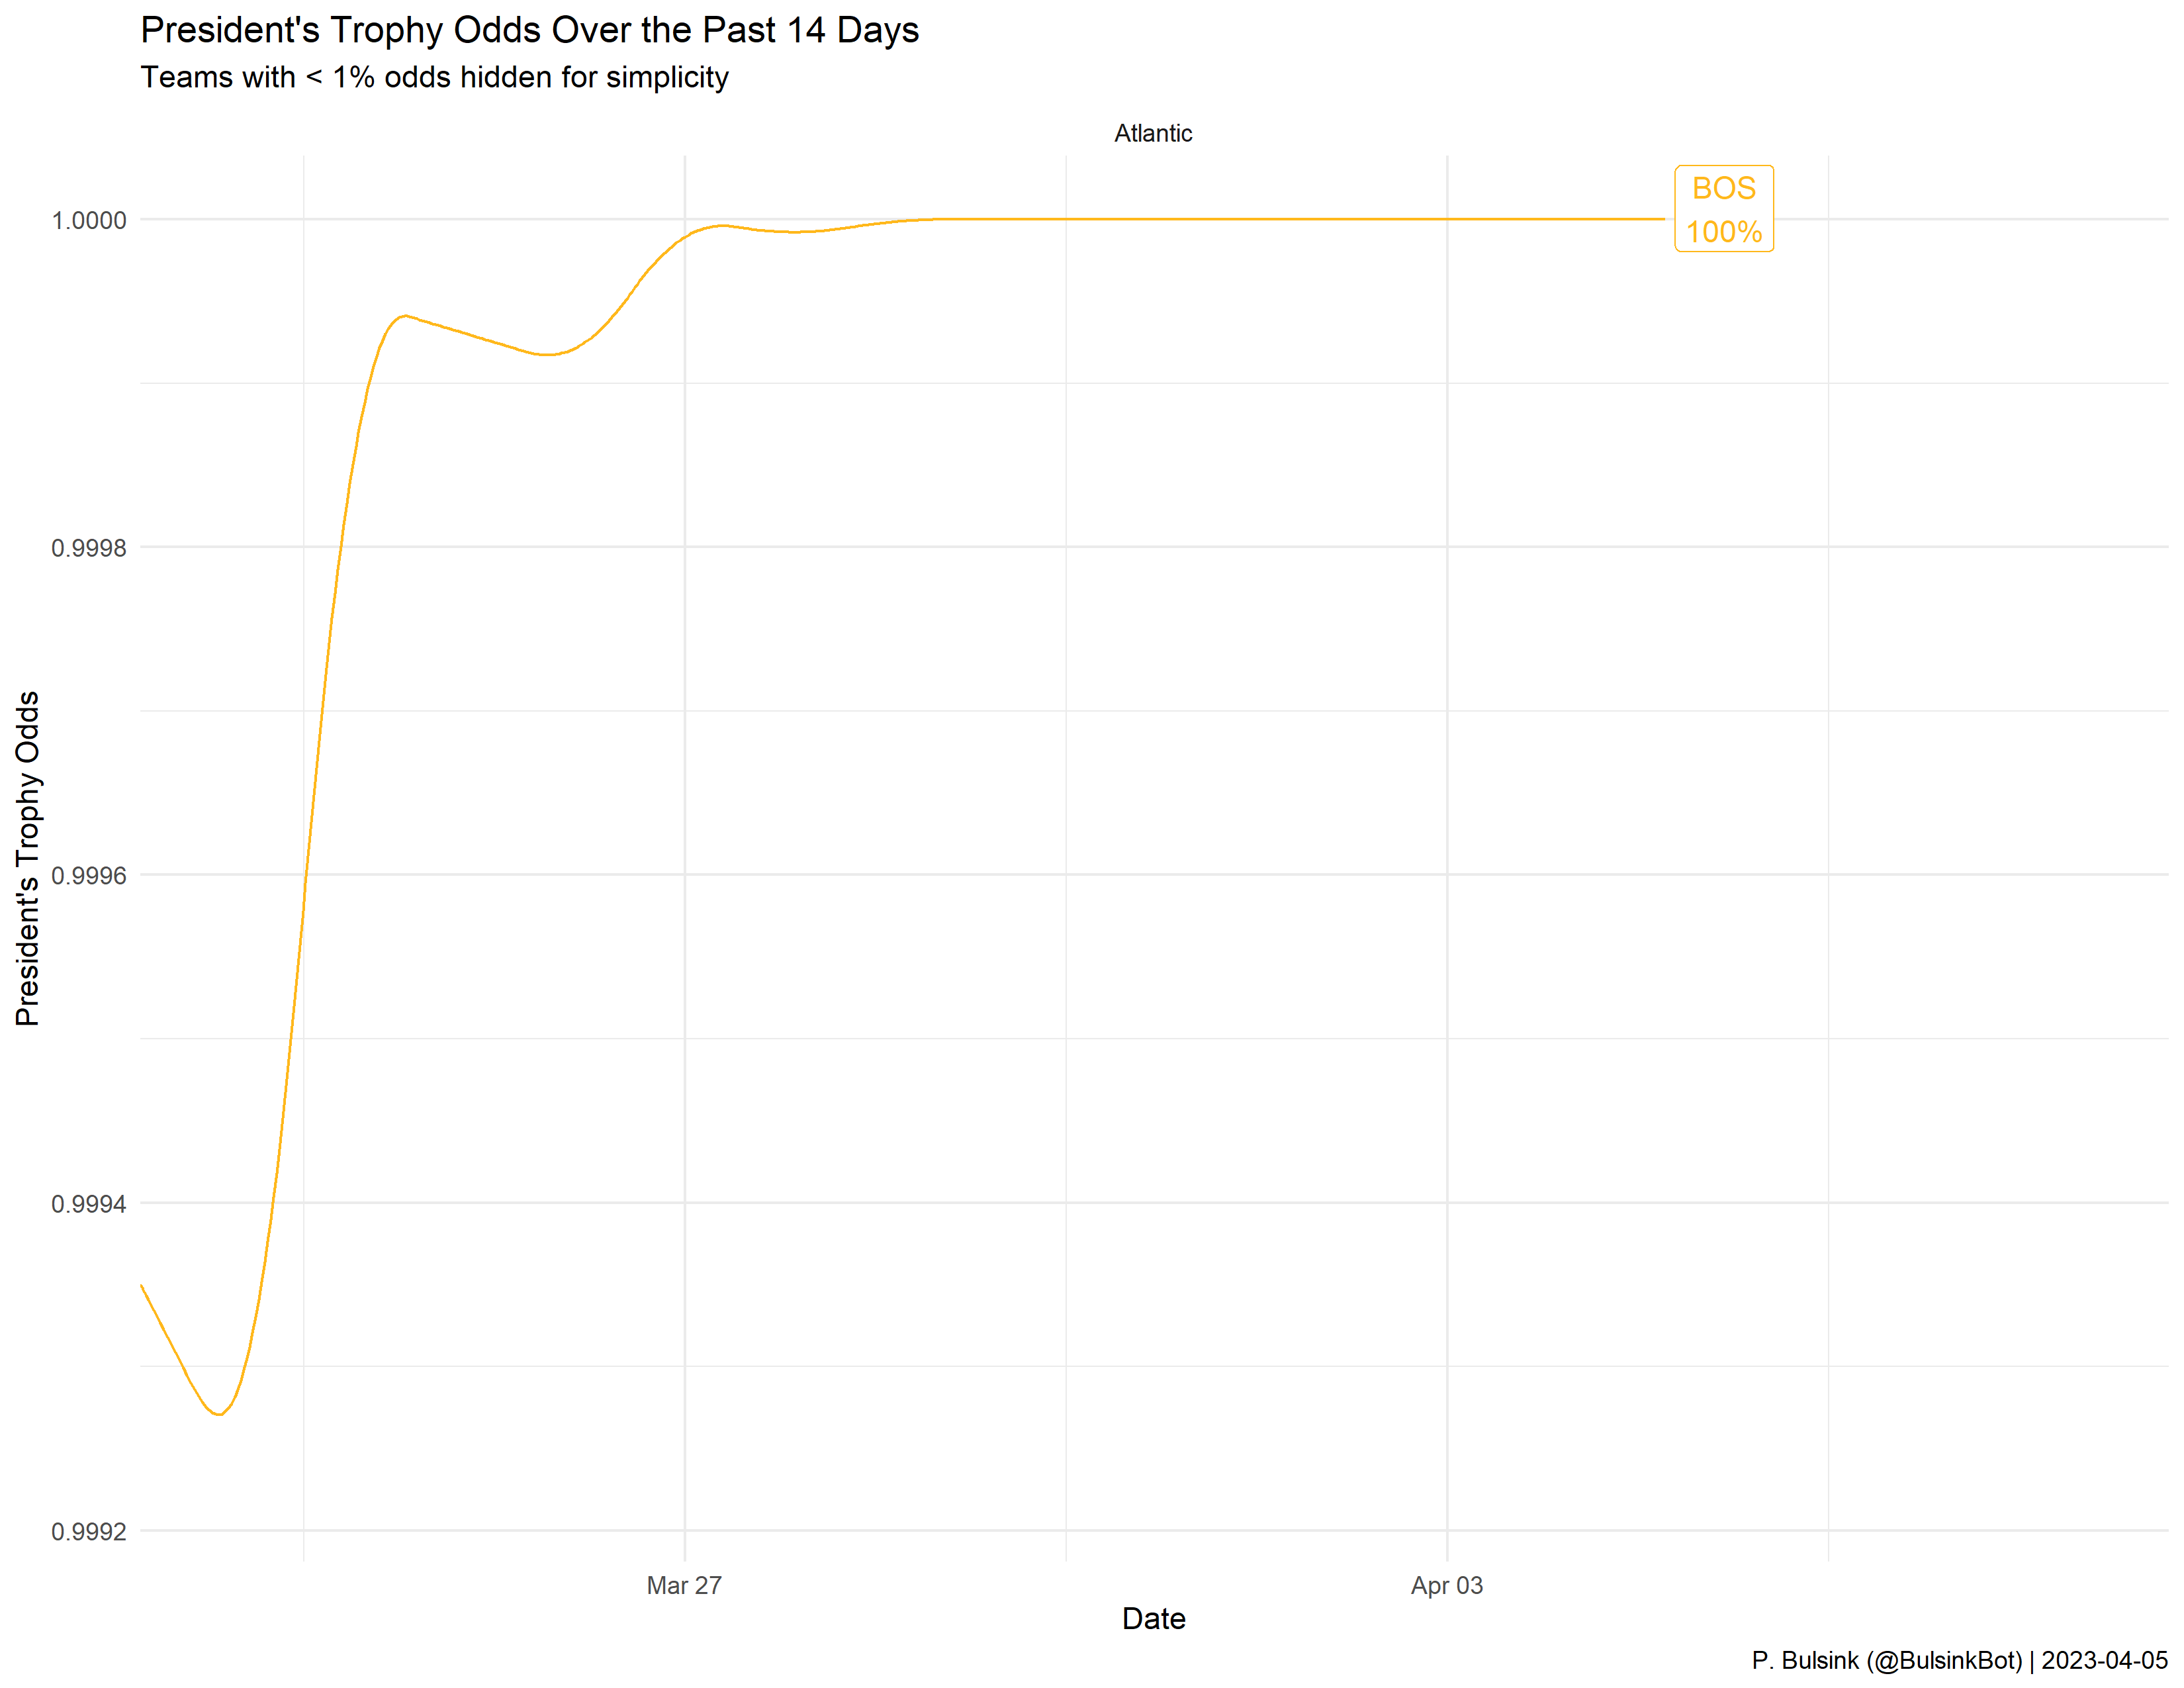 President's Trophy Odds Over the Past 14 Days
Teams with < 1% odds hidden for simplicity
Atlantic
BOS
100%
1.0000
0.9998
0.9996
0.9994
0.9992
President's Trophy Odds
Mar 27
Apr 03
Date
P. Bulsink (@BulsinkBot) | 2023-04-05